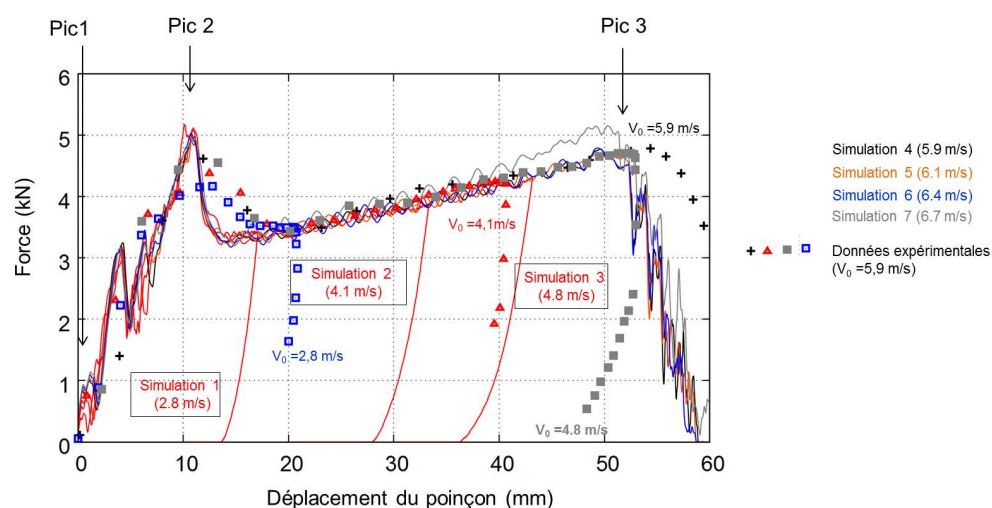 Pic1
Pic 2
Pic 3
6
5
4
3
2
1
0
Force (kN)
V₀ =5,9 m/s
V₀ =4,1m/s
Simulation 2
(4.1 m/s)
Simulation 3
(4.8 m/s)
V₀ =2,8 m/s
Simulation 1
(2.8 m/s)
V₀ =4.8 m/s
0 10 20 30 40 50 60
Déplacement du poinçon (mm)
Simulation 4 (5.9 m/s)
Simulation 5 (6.1 m/s)
Simulation 6 (6.4 m/s)
Simulation 7 (6.7 m/s)
Données expérimentales
(V₀ =5,9 m/s)